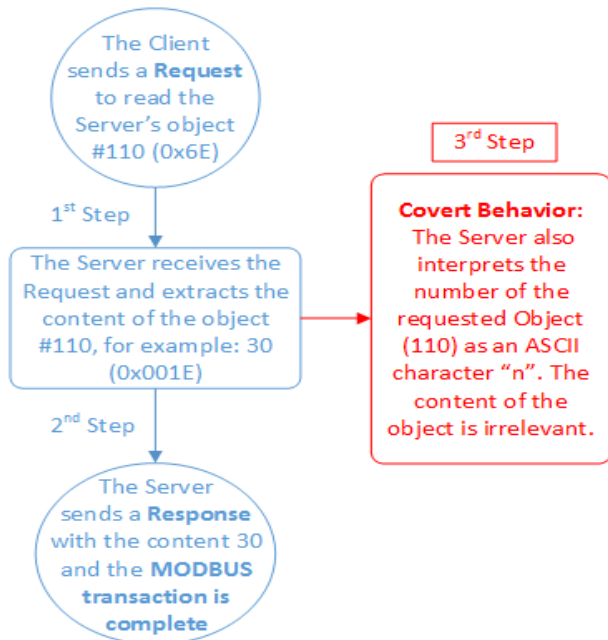 The Client
sends a Request
to read the
Server's object
#110 (0x6E)
1st Step
The Server receives the
Request and extracts the
content of the object
#110, for example: 30
(0x001E)
2nd Step
The Server
sends a Response
with the content 30
and the MODBUS
transaction is
complete
3rd Step
Covert Behavior:
The Server also
interprets the
number of the
requested Object
(110) as an ASCII
character “n”. The
content of the
object is irrelevant.